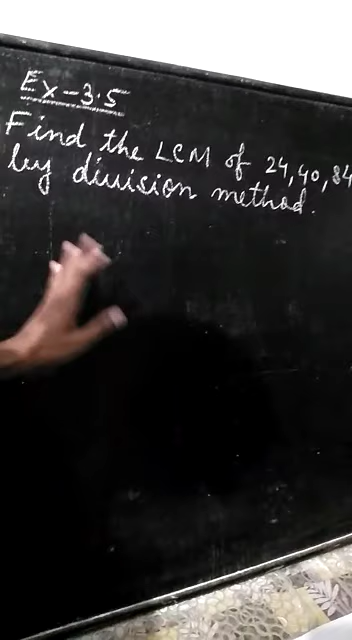 Ex-3.5
Find the LCM of 24,40,84
by division method.